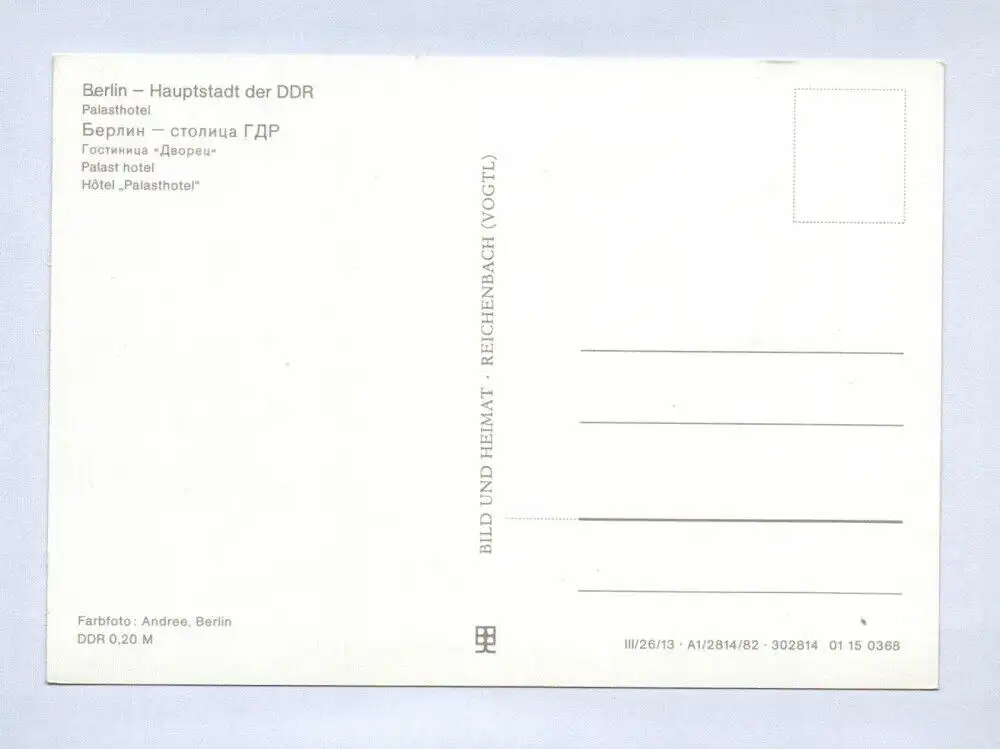 Berlin – Hauptstadt der DDR
Palasthotel
Берлин — столица ГДР
Гостиница «Дворец»
Palast hotel
Hôtel „Palasthotel“
BILD UND HEIMAT · REICHENBACH (VOGTL)
Farbfoto: Andree, Berlin
DDR 0,20 M
III/26/13 · A1/2814/82 · 302814 01 15 0368